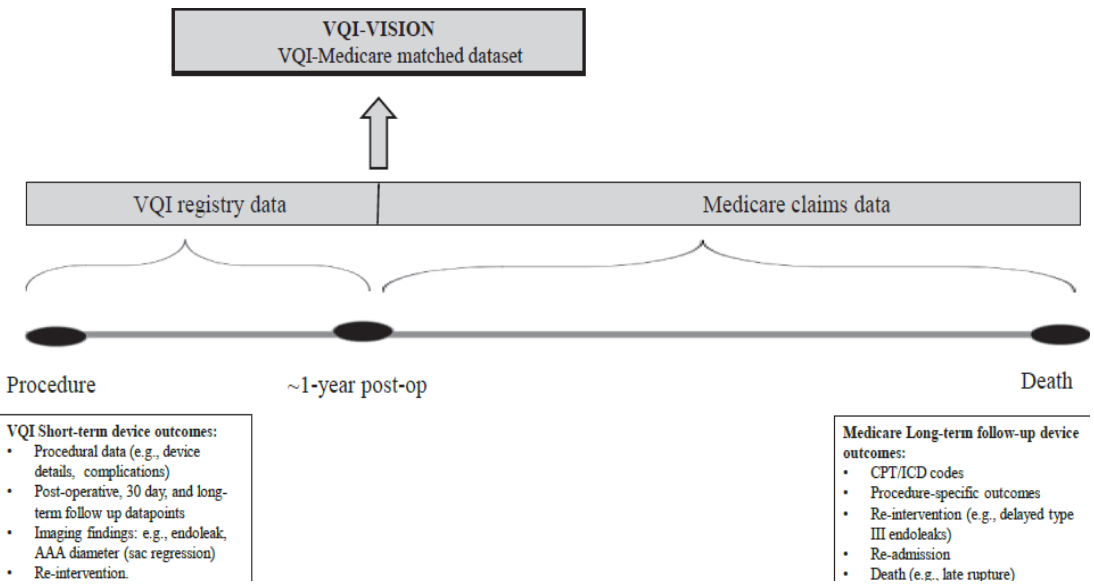 VQI-VISION
VQI-Medicare matched dataset
VQI registry data
Medicare claims data
Procedure
~1-year post-op
Death
VQI Short-term device outcomes:
• Procedural data (e.g., device
details, complications)
• Post-operative, 30 day, and long-
term follow up datapoints
• Imaging findings: e.g., endoleak,
AAA diameter (sac regression)
• Re-intervention.
Medicare Long-term follow-up device
outcomes:
• CPT/ICD codes
• Procedure-specific outcomes
• Re-intervention (e.g., delayed type
III endoleaks)
• Re-admission
• Death (e.g., late rupture)